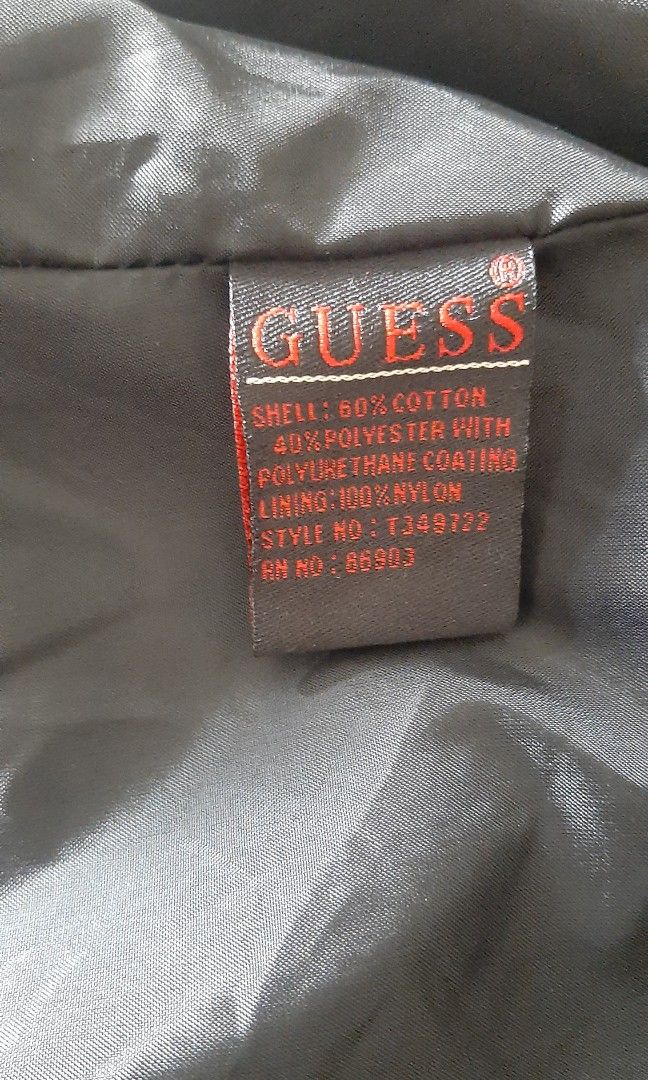 GUESS®
SHELL: 60% COTTON
40% POLYESTER WITH
POLYURETHANE COATING
LINING: 100% NYLON
STYLE NO: T349722
RN NO: 86903